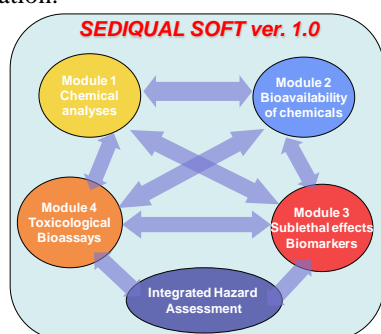 ation.
SEDIQUAL SOFT ver. 1.0
Module 1
Chemical
analyses
Module 2
Bioavailability
of chemicals
Module 4
Toxicological
Bioassays
Module 3
Sublethal effects
Biomarkers
Integrated Hazard
Assessment